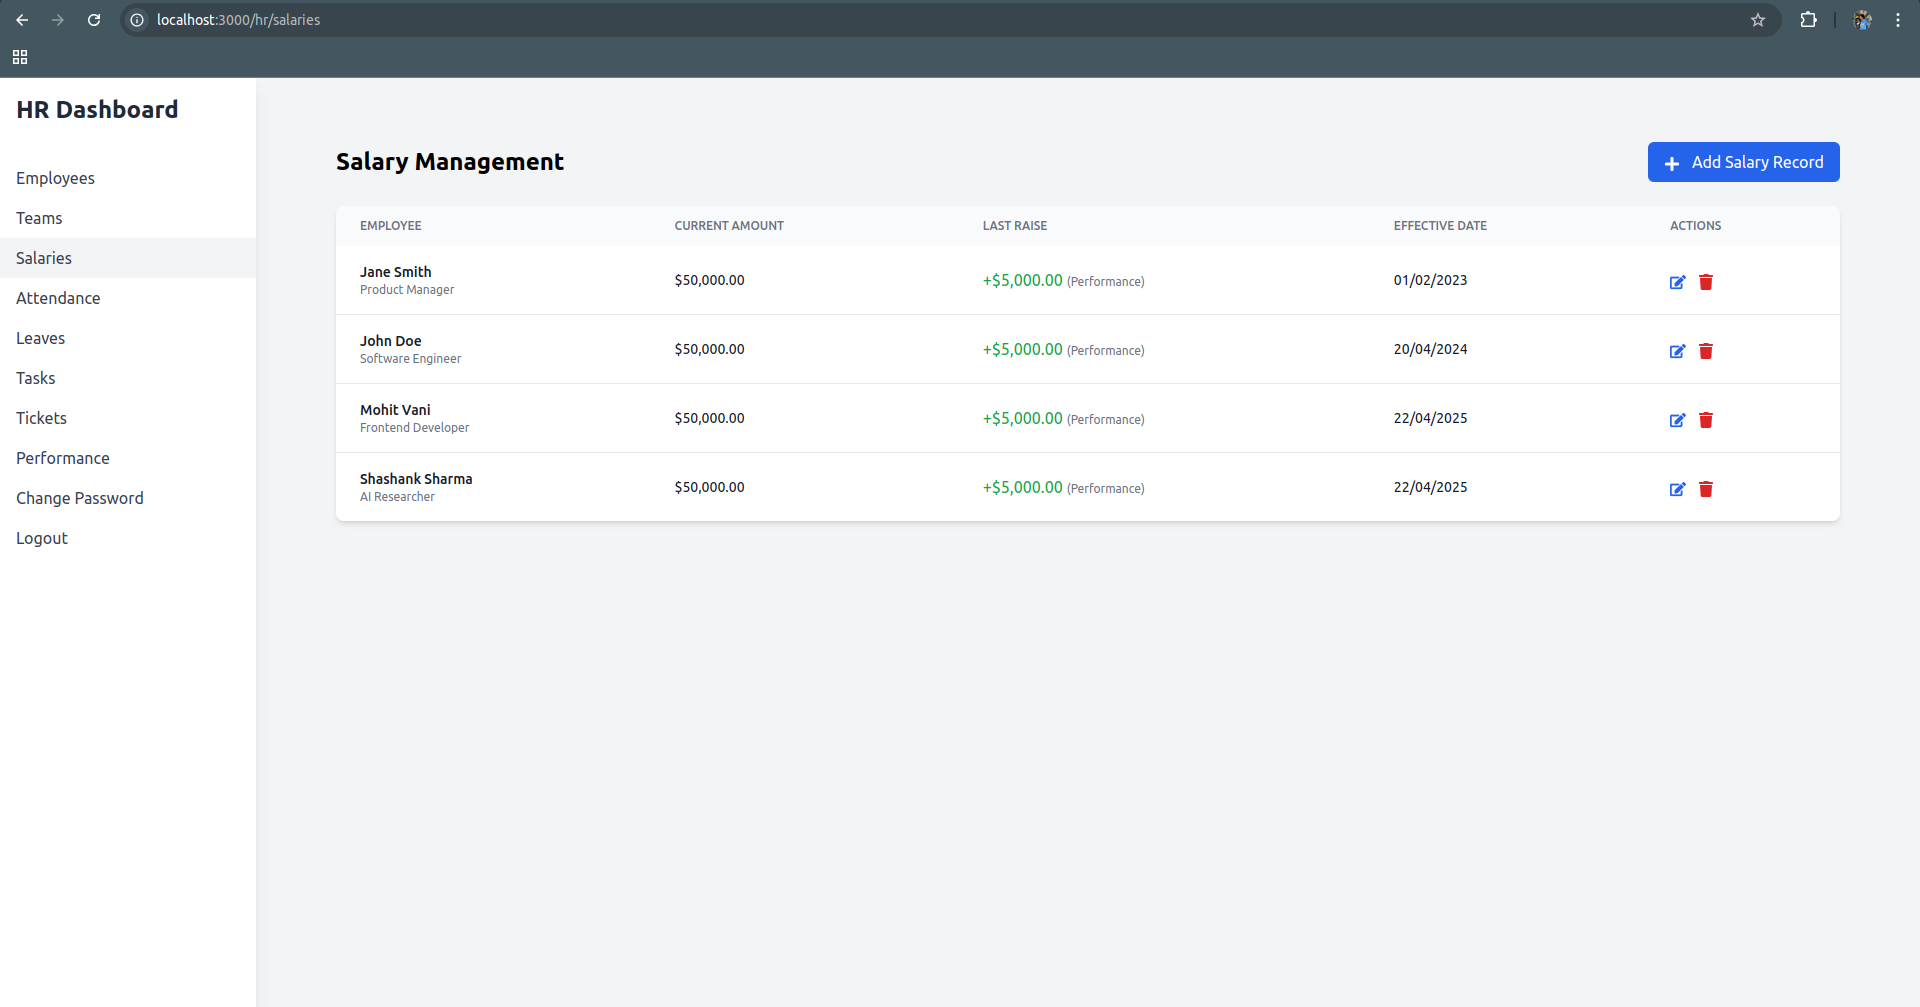 localhost:3000/hr/salaries
HR Dashboard
Employees
Teams
Salaries
Attendance
Leaves
Tasks
Tickets
Performance
Change Password
Logout
Salary Management
Add Salary Record
EMPLOYEE CURRENT AMOUNT LAST RAISE EFFECTIVE DATE ACTIONS
Jane Smith
Product Manager
$50,000.00 +$5,000.00 (Performance) 01/02/2023
John Doe
Software Engineer
$50,000.00 +$5,000.00 (Performance) 20/04/2024
Mohit Vani
Frontend Developer
$50,000.00 +$5,000.00 (Performance) 22/04/2025
Shashank Sharma
AI Researcher
$50,000.00 +$5,000.00 (Performance) 22/04/2025